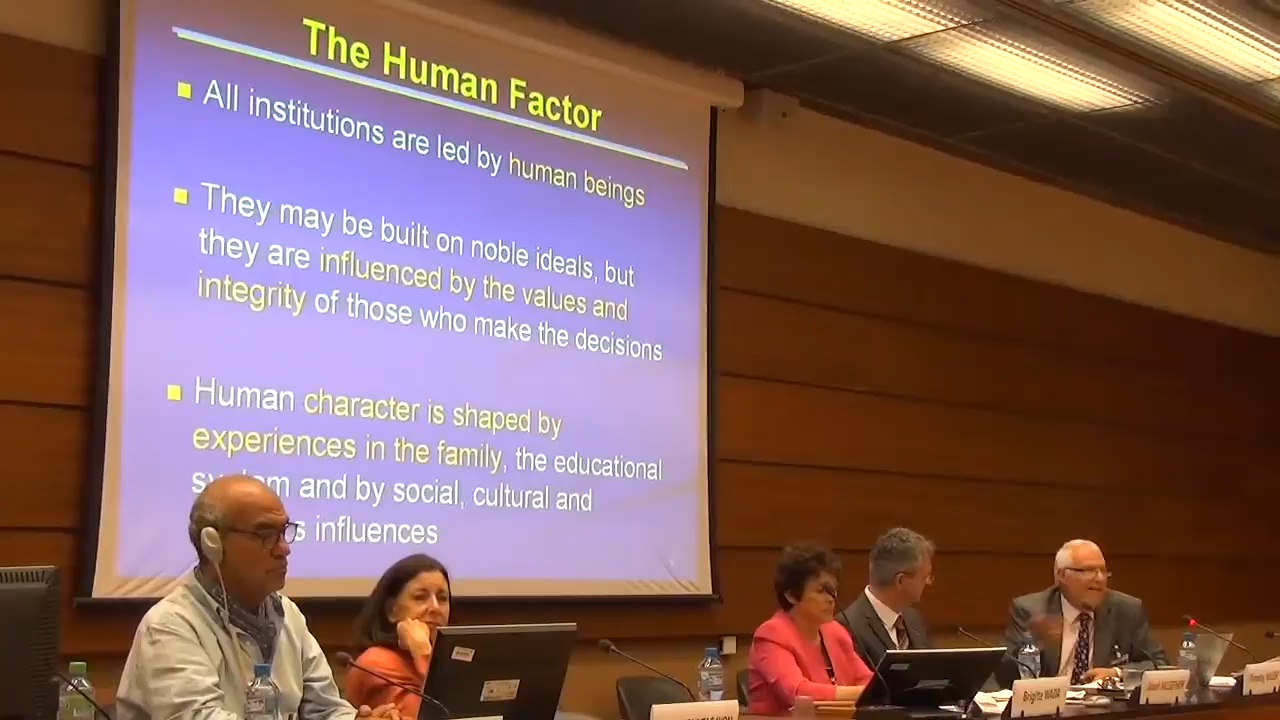 The Human Factor
All institutions are led by human beings
They may be built on noble ideals, but
they are influenced by the values and
integrity of those who make the decisions
Human character is shaped by
experiences in the family, the educational
and by social, cultural and
influences
Brigitte WADA